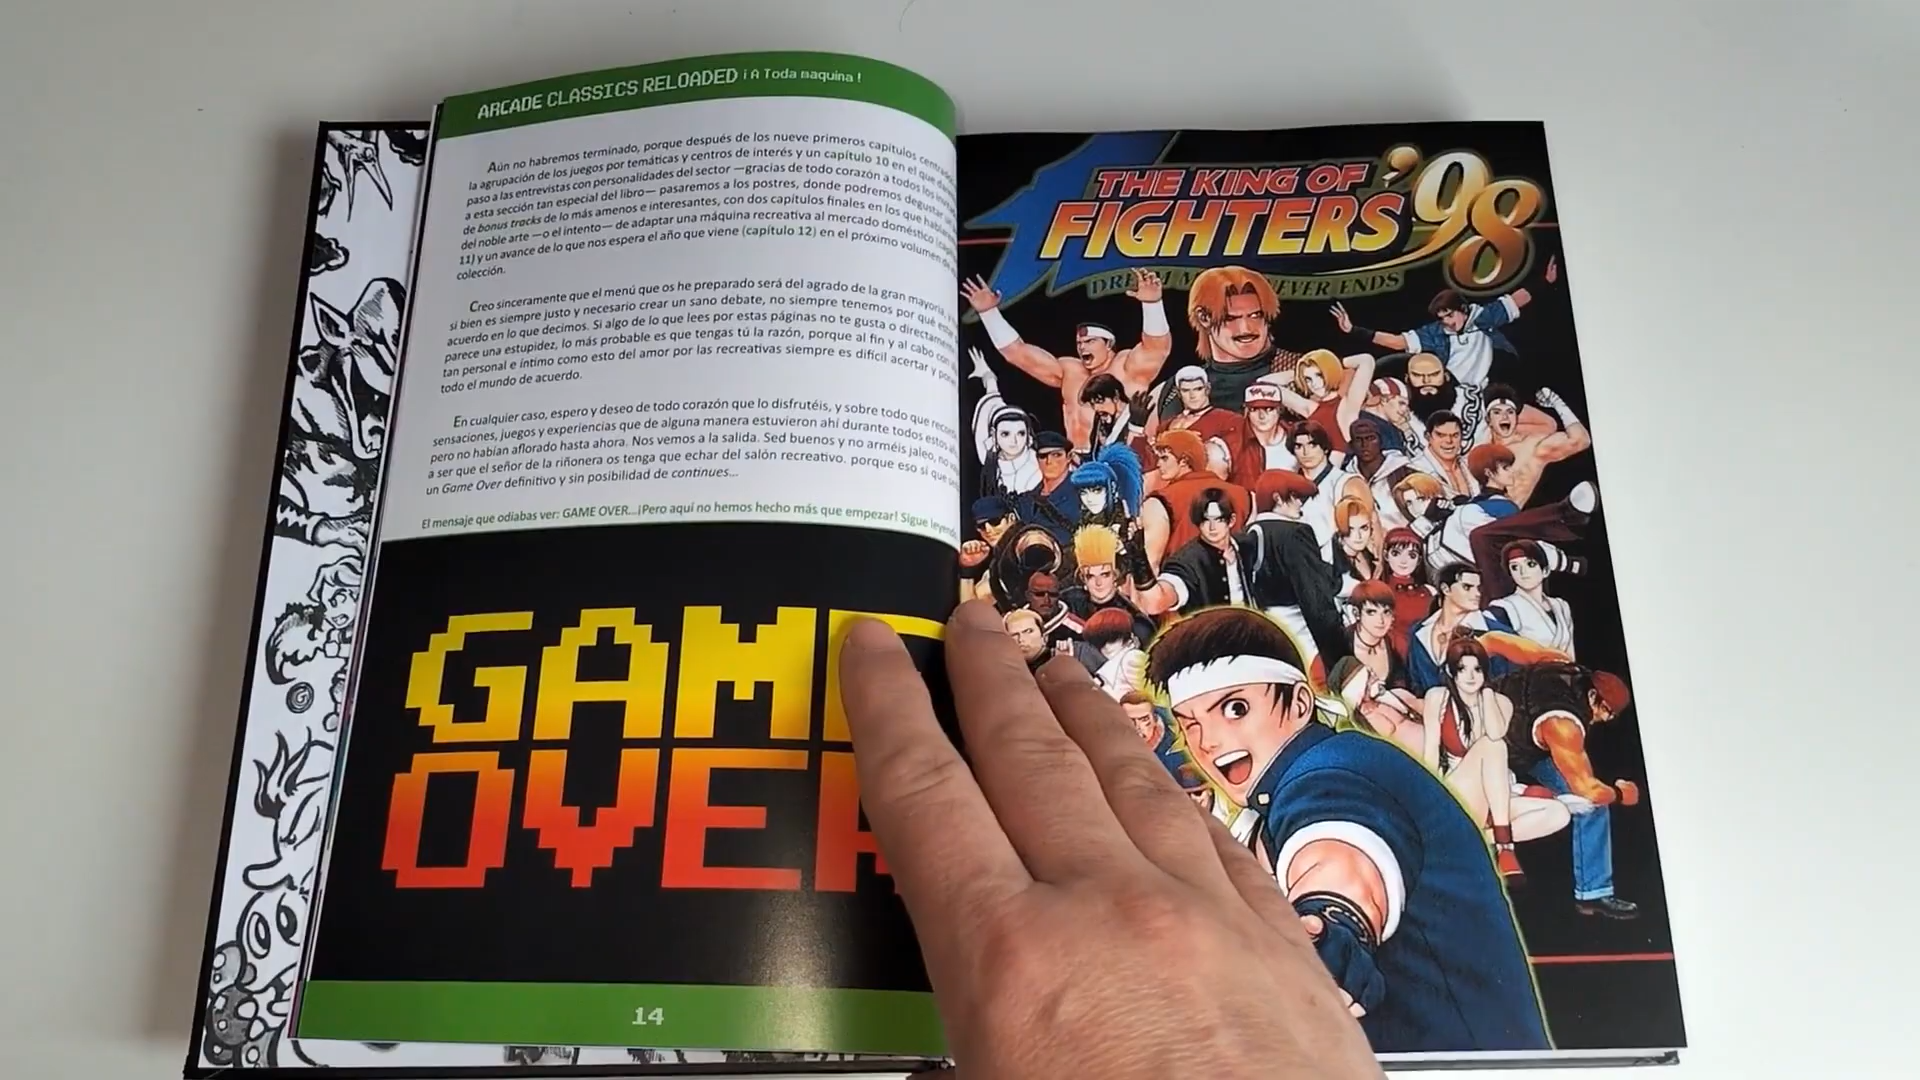 ARCADE CLASSICS RELOADED ¡ A Toda maquina !
Aún no habremos terminado, porque después de los nueve primeros capítulos
la agrupación de los juegos por temáticas y centros de interés y un capítulo 10 en el que
paso a las entrevistas con personalidades del sector —gracias de todo corazón a todos los
a esta sección tan especial del libro— pasaremos a los postres, donde podremos degustar
de bonus tracks de lo más amenos e interesantes, con dos capítulos finales en los que
del noble arte —o el intento— de adaptar una máquina recreativa al mercado doméstico
11) y un avance de lo que nos espera el año que viene (capítulo 12) en el próximo volumen de
colección.
Creo sinceramente que el menú que os he preparado será del agrado de la gran mayoría,
si bien es siempre justo y necesario crear un sano debate, no siempre tenemos por qué
acuerdo en lo que decimos. Si algo de lo que lees por estas páginas no te gusta o
parece una estupidez, lo más probable es que tengas tú la razón, porque al fin y al cabo
tan personal e íntimo como esto del amor por las recreativas siempre es difícil acertar y
todo el mundo de acuerdo.
En cualquier caso, espero y deseo de todo corazón que lo disfrutéis, y sobre todo que
sensaciones, juegos y experiencias que de alguna manera estuvieron ahí durante todos estos
pero no habían aflorado hasta ahora. Nos vemos a la salida. Sed buenos y no arméis jaleo, no
a ser que el señor de la riñonera os tenga que echar del salón recreativo. porque eso sí que
un Game Over definitivo y sin posibilidad de continues...
El mensaje que odiabas ver: GAME OVER...¡Pero aquí no hemos hecho más que empezar! Sigue
GAME
OVER
14
THE KING OF
FIGHTERS '98
EVER ENDS